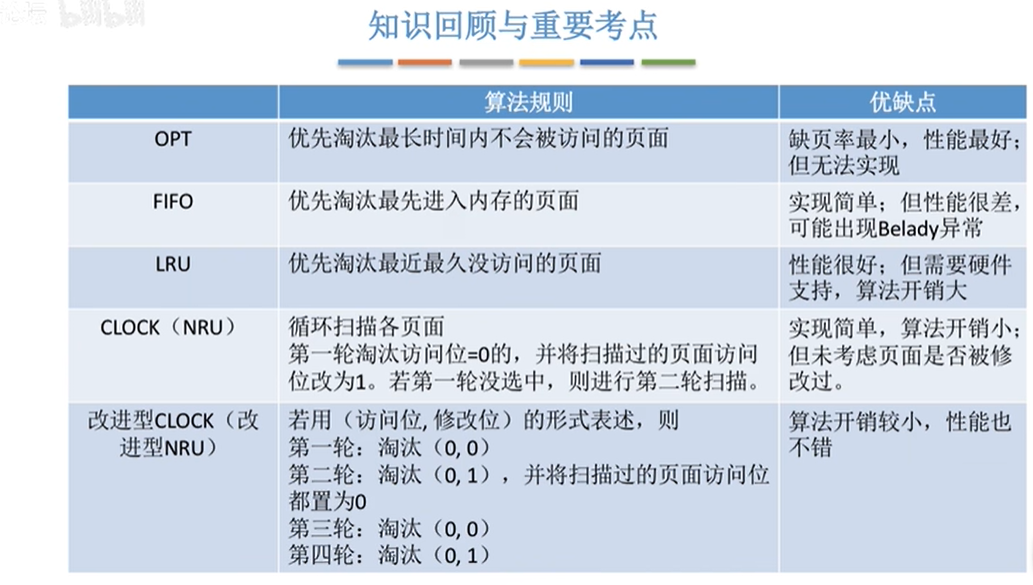 知识回顾与重要考点
算法规则
优缺点
OPT
优先淘汰最长时间内不会被访问的页面
缺页率最小，性能最好；
但无法实现
FIFO
优先淘汰最先进入内存的页面
实现简单；但性能很差，
可能出现Belady异常
LRU
优先淘汰最近最久没访问的页面
性能很好；但需要硬件
支持，算法开销大
CLOCK（NRU）
循环扫描各页面
第一轮淘汰访问位=0的，并将扫描过的页面访问
位改为1。若第一轮没选中，则进行第二轮扫描。
实现简单，算法开销小；
但未考虑页面是否被修
改过。
改进型CLOCK（改
进型NRU）
若用（访问位, 修改位）的形式表述，则
第一轮：淘汰（0, 0）
第二轮：淘汰（0, 1），并将扫描过的页面访问位
都置为0
第三轮：淘汰（0, 0）
第四轮：淘汰（0, 1）
算法开销较小，性能也
不错